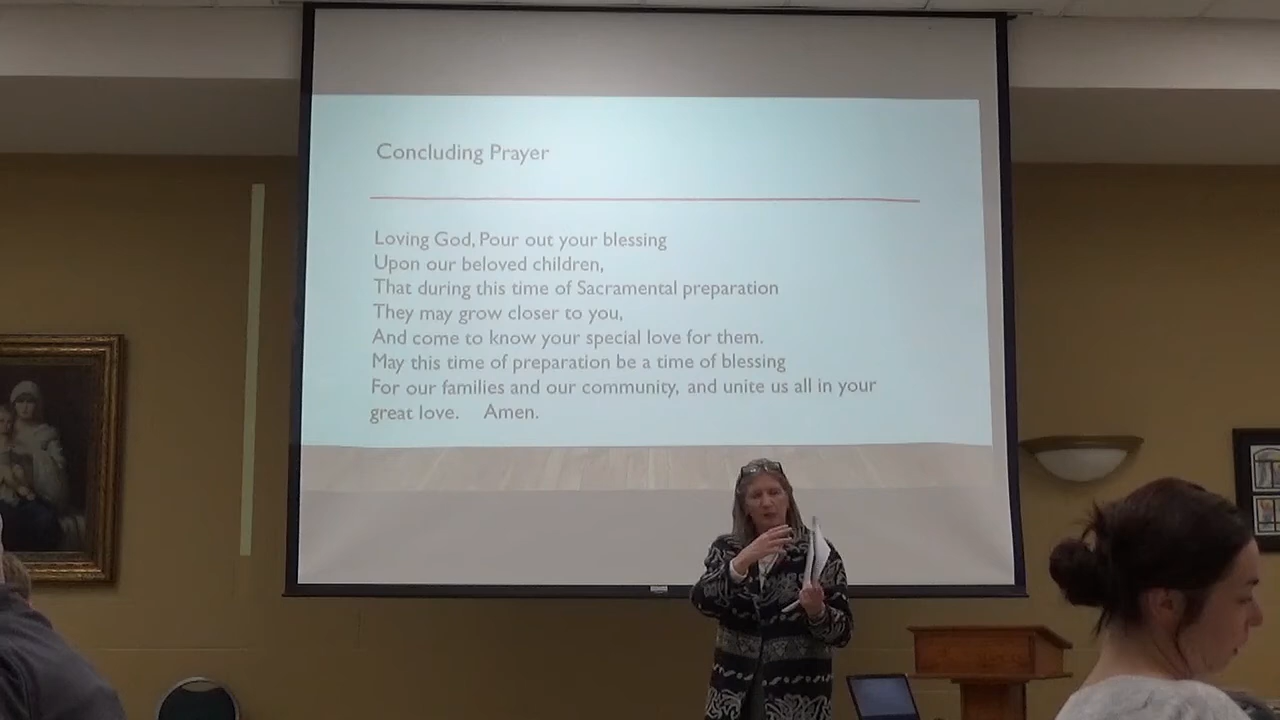 Concluding Prayer
Loving God, Pour out your blessing
Upon our beloved children,
That during this time of Sacramental preparation
They may grow closer to you,
And come to know your special love for them.
May this time of preparation be a time of blessing
For our families and our community, and unite us all in your
great love. Amen.